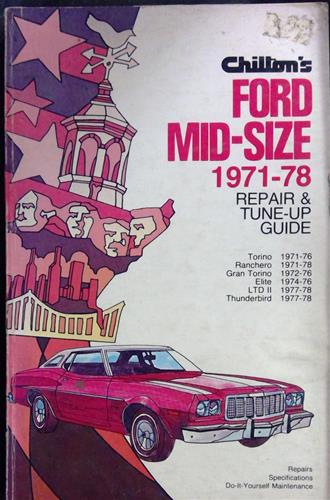 Chilton's
FORD
MID-SIZE
1971-78
REPAIR &
TUNE-UP
GUIDE
Torino 1971-76
Ranchero 1971-78
Gran Torino 1972-76
Elite 1974-76
LTD II 1977-78
Thunderbird 1977-78
Repairs
Specifications
Do-It-Yourself Maintenance